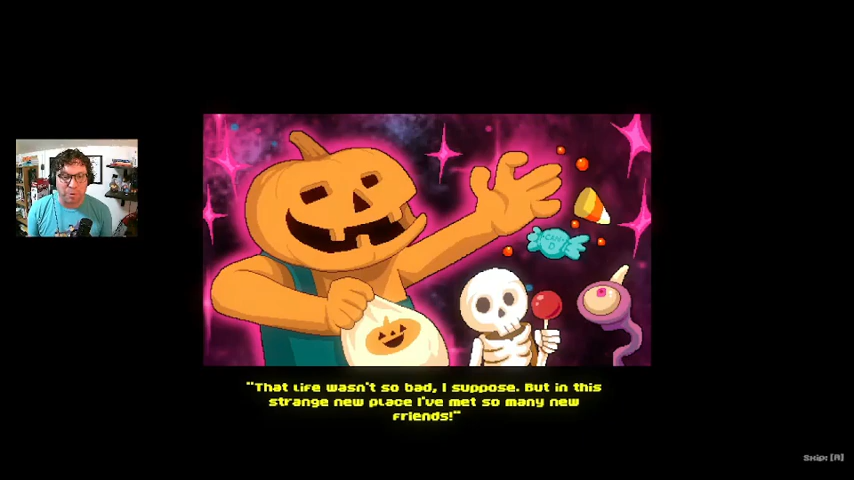 CAN
D
"That life wasn't so bad, I suppose. But in this
strange new place I've met so many new
friends!"
Skip: [A]